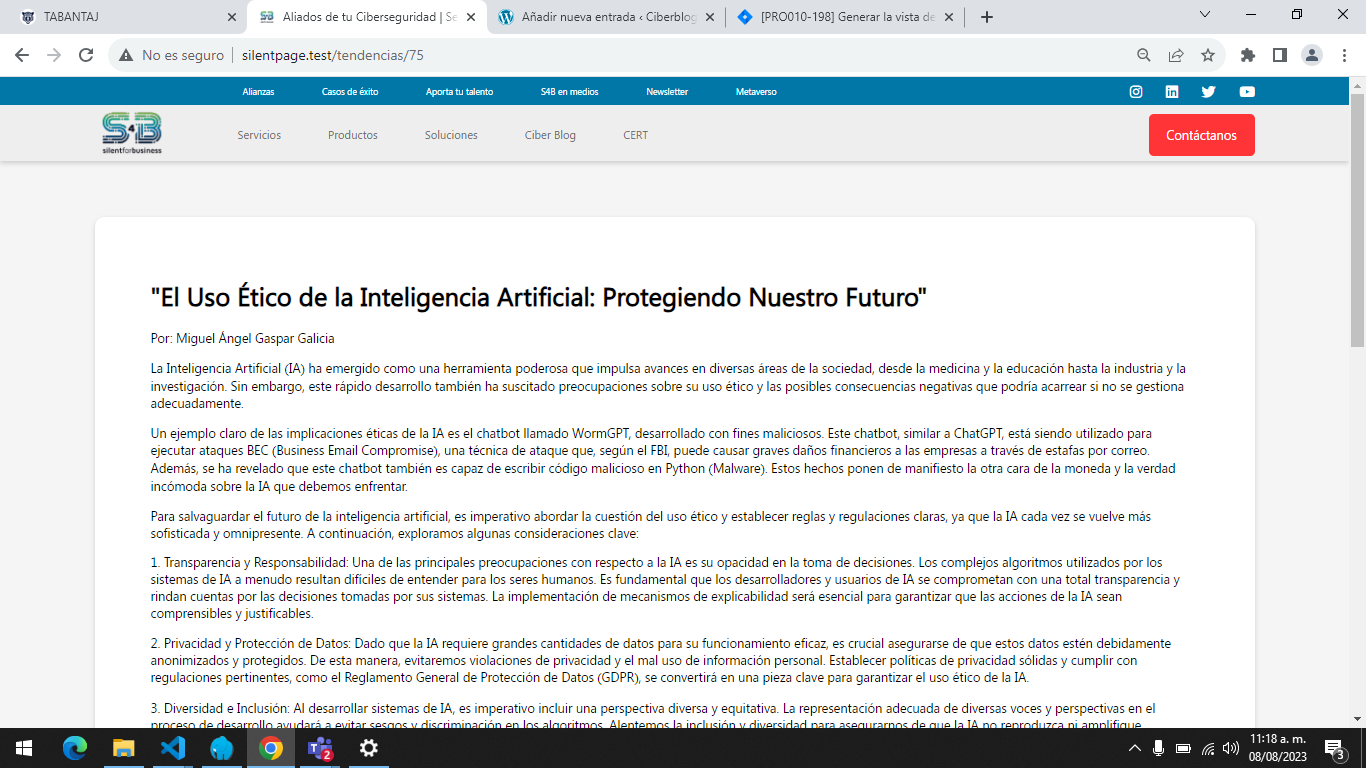 TABANTAJ
Aliados de tu Ciberseguridad | Se
Añadir nueva entrada ‹ Ciberblog
[PRO010-198] Generar la vista de
No es seguro
silentpage.test/tendencias/75
Alianzas
Casos de éxito
Aporta tu talento
S4B en medios
Newsletter
Metaverso
S4B
silentforbusiness
Servicios
Productos
Soluciones
Ciber Blog
CERT
Contáctanos
"El Uso Ético de la Inteligencia Artificial: Protegiendo Nuestro Futuro"
Por: Miguel Ángel Gaspar Galicia
La Inteligencia Artificial (IA) ha emergido como una herramienta poderosa que impulsa avances en diversas áreas de la sociedad, desde la medicina y la educación hasta la industria y la
investigación. Sin embargo, este rápido desarrollo también ha suscitado preocupaciones sobre su uso ético y las posibles consecuencias negativas que podría acarrear si no se gestiona
adecuadamente.
Un ejemplo claro de las implicaciones éticas de la IA es el chatbot llamado WormGPT, desarrollado con fines maliciosos. Este chatbot, similar a ChatGPT, está siendo utilizado para
ejecutar ataques BEC (Business Email Compromise), una técnica de ataque que, según el FBI, puede causar graves daños financieros a las empresas a través de estafas por correo.
Además, se ha revelado que este chatbot también es capaz de escribir código malicioso en Python (Malware). Estos hechos ponen de manifiesto la otra cara de la moneda y la verdad
incómoda sobre la IA que debemos enfrentar.
Para salvaguardar el futuro de la inteligencia artificial, es imperativo abordar la cuestión del uso ético y establecer reglas y regulaciones claras, ya que la IA cada vez se vuelve más
sofisticada y omnipresente. A continuación, exploramos algunas consideraciones clave:
1. Transparencia y Responsabilidad: Una de las principales preocupaciones con respecto a la IA es su opacidad en la toma de decisiones. Los complejos algoritmos utilizados por los
sistemas de IA a menudo resultan difíciles de entender para los seres humanos. Es fundamental que los desarrolladores y usuarios de IA se comprometan con una total transparencia y
rindan cuentas por las decisiones tomadas por sus sistemas. La implementación de mecanismos de explicabilidad será esencial para garantizar que las acciones de la IA sean
comprensibles y justificables.
2. Privacidad y Protección de Datos: Dado que la IA requiere grandes cantidades de datos para su funcionamiento eficaz, es crucial asegurarse de que estos datos estén debidamente
anonimizados y protegidos. De esta manera, evitaremos violaciones de privacidad y el mal uso de información personal. Establecer políticas de privacidad sólidas y cumplir con
regulaciones pertinentes, como el Reglamento General de Protección de Datos (GDPR), se convertirá en una pieza clave para garantizar el uso ético de la IA.
3. Diversidad e Inclusión: Al desarrollar sistemas de IA, es imperativo incluir una perspectiva diversa y equitativa. La representación adecuada de diversas voces y perspectivas en el
proceso de desarrollo ayudará a evitar sesgos y discriminación en los algoritmos. Alentemos la inclusión y diversidad para asegurarnos de que la IA no reproduzca ni amplifique
2
11:18 a. m.
08/08/2023
3